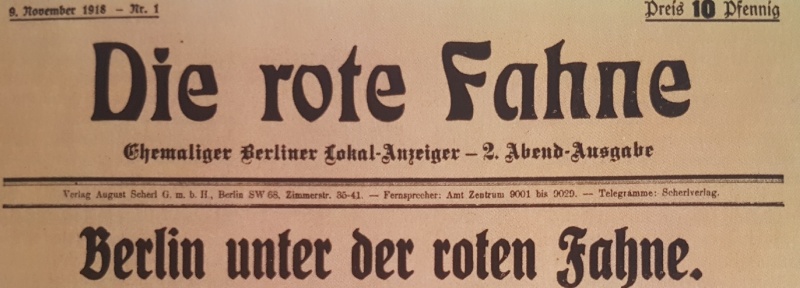 9. November 1918 – Nr. 1
Preis 10 Pfennig
Die rote Fahne
Ehemaliger Berliner Lokal-Anzeiger – 2. Abend-Ausgabe
Verlag August Scherl G. m. b. H., Berlin SW 68, Zimmerstr. 35-41. — Fernsprecher: Amt Zentrum 9001 bis 9029. — Telegramme: Scherlverlag.
Berlin unter der roten Fahne.